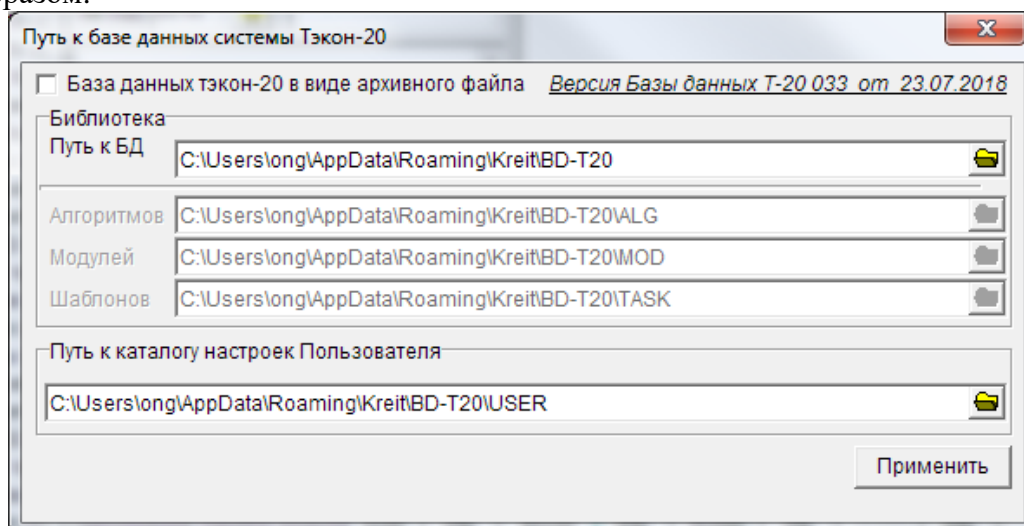 Путь к базе данных системы Тэкон-20
База данных тэкон-20 в виде архивного файла Версия Базы данных Т-20 033 от 23.07.2018
Библиотека
Путь к БД C:\Users\ong\AppData\Roaming\Kreit\BD-T20
Алгоритмов C:\Users\ong\AppData\Roaming\Kreit\BD-T20\ALG
Модулей C:\Users\ong\AppData\Roaming\Kreit\BD-T20\MOD
Шаблонов C:\Users\ong\AppData\Roaming\Kreit\BD-T20\TASK
Путь к каталогу настроек Пользователя
C:\Users\ong\AppData\Roaming\Kreit\BD-T20\USER
Применить